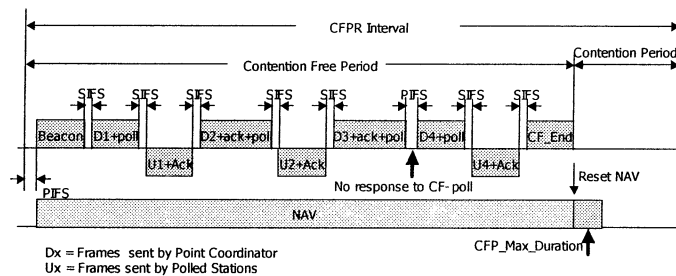 CFPR Interval
Contention Period
Contention Free Period
SIFS SIFS SIFS SIFS SIFS PIFS SIFS SIFS
Beacon D1+poll D2+ack+pol D3+ack+pol D4+poll CF_End
U1+Ack U2+Ack U4+Ack
No response to CF-poll
Reset NAV
PIFS
NAV
CFP_Max_Duration
Dx = Frames sent by Point Coordinator
Ux = Frames sent by Polled Stations